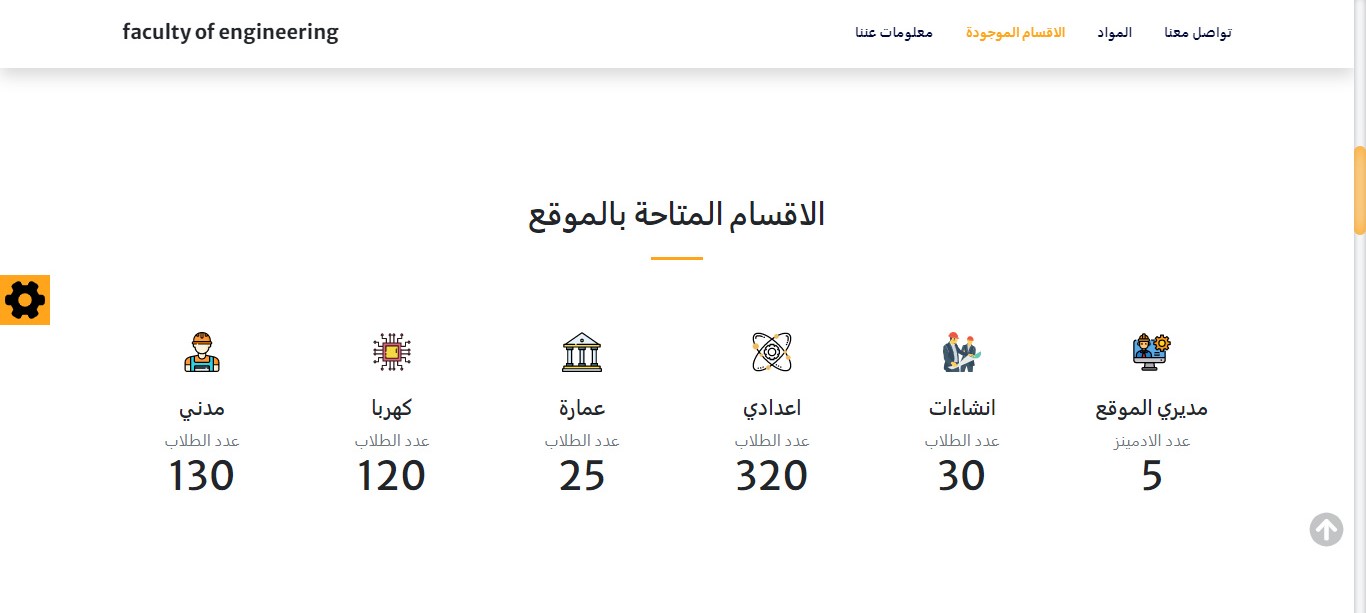 faculty of engineering
تواصل معنا
المواد
الاقسام الموجودة
معلومات عننا
الاقسام المتاحة بالموقع
مديري الموقع
عدد الادمينز
5
انشاءات
عدد الطلاب
30
اعدادي
عدد الطلاب
320
عمارة
عدد الطلاب
25
كهربا
عدد الطلاب
120
مدني
عدد الطلاب
130